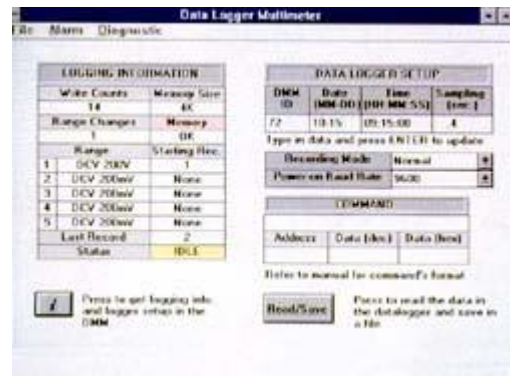 Data Logger Multimeter
File Alarm Diagnostic
LOGGING INFORMATION
Wake Counts Memory Size
14 4K
Range Changes Memory
1 OK
Range Starting Rec.
1 DCV 200V 1
2 DCV 200mV None
3 DCV 200mV None
4 DCV 200mV None
5 DCV 200mV None
Last Record 2
Status IDLE
i Press to get logging info and logger setup in the DMM
DATA LOGGER SETUP
DMM ID Date (MM-DD) Time (HH:MM:SS) Sampling (sec.)
72 10-15 09:15:00 .4
Type in data and press ENTER to update
Recording Mode Normal
Power on Baud Rate 9600
COMMAND
Address Data (dec) Data (hex)
Refer to manual for command's format
Read/Save Press to read the data in the datalogger and save in a file